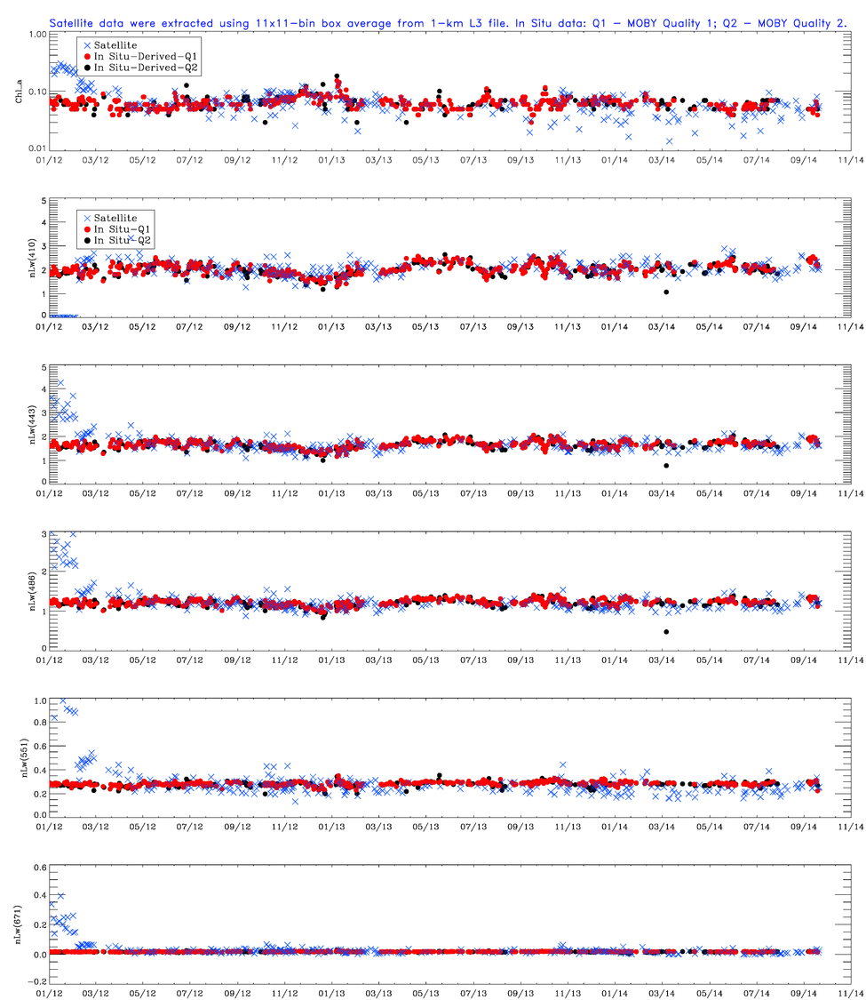 Satellite data were extracted using 11x11-bin box average from 1-km L3 file. In Situ data: Q1 - MOBY Quality 1; Q2 - MOBY Quality 2.
1.00
0.10
0.01
Chl_a
Satellite
In Situ-Derived-Q1
In Situ-Derived-Q2
01/12 03/12 05/12 07/12 09/12 11/12 01/13 03/13 05/13 07/13 09/13 11/13 01/14 03/14 05/14 07/14 09/14 11/14
5
4
3
2
1
0
nLw(410)
Satellite
In Situ-Q1
In Situ-Q2
01/12 03/12 05/12 07/12 09/12 11/12 01/13 03/13 05/13 07/13 09/13 11/13 01/14 03/14 05/14 07/14 09/14 11/14
5
4
3
2
1
0
nLw(443)
01/12 03/12 05/12 07/12 09/12 11/12 01/13 03/13 05/13 07/13 09/13 11/13 01/14 03/14 05/14 07/14 09/14 11/14
3
2
1
0
nLw(486)
01/12 03/12 05/12 07/12 09/12 11/12 01/13 03/13 05/13 07/13 09/13 11/13 01/14 03/14 05/14 07/14 09/14 11/14
1.0
0.8
0.6
0.4
0.2
0.0
nLw(551)
01/12 03/12 05/12 07/12 09/12 11/12 01/13 03/13 05/13 07/13 09/13 11/13 01/14 03/14 05/14 07/14 09/14 11/14
0.6
0.4
0.2
0.0
-0.2
nLw(671)
01/12 03/12 05/12 07/12 09/12 11/12 01/13 03/13 05/13 07/13 09/13 11/13 01/14 03/14 05/14 07/14 09/14 11/14